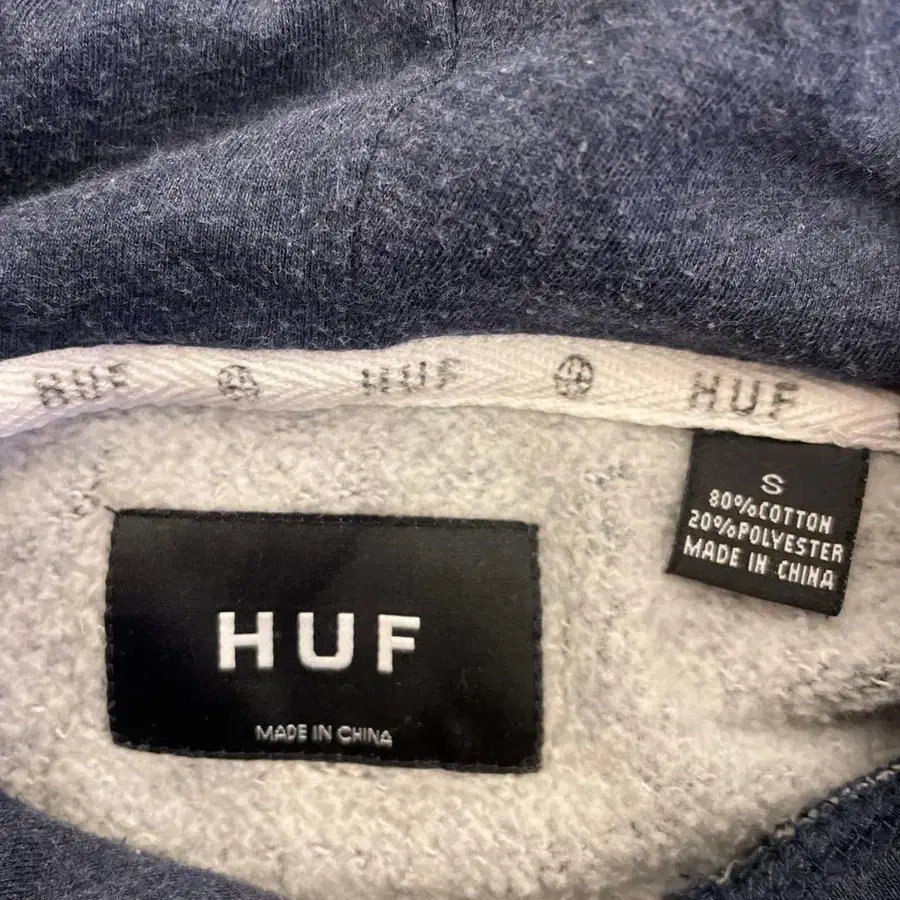 HUF HUF HUF
S
80%COTTON
20%POLYESTER
MADE IN CHINA
HUF
MADE IN CHINA